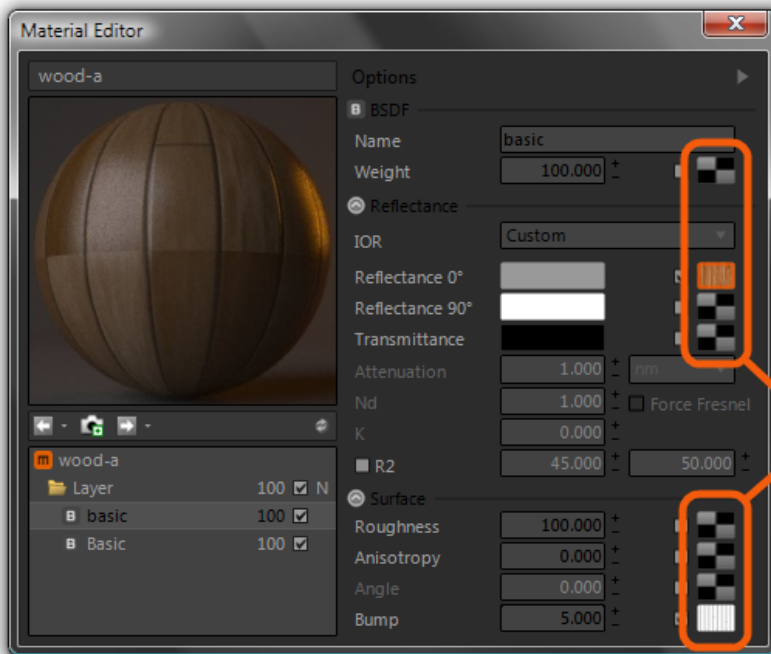 Material Editor
wood-a
Options
B BSDF
Name basic
Weight 100.000 + -
Reflectance
IOR Custom
Reflectance 0°
Reflectance 90°
Transmittance
Attenuation 1.000 + - nm
Nd 1.000 + - Force Fresnel
K 0.000 + -
R2 45.000 + - 50.000 + -
m wood-a
Layer 100 N
B basic 100
B Basic 100
Surface
Roughness 100.000 + -
Anisotropy 0.000 + -
Angle 0.000 + -
Bump 5.000 + -